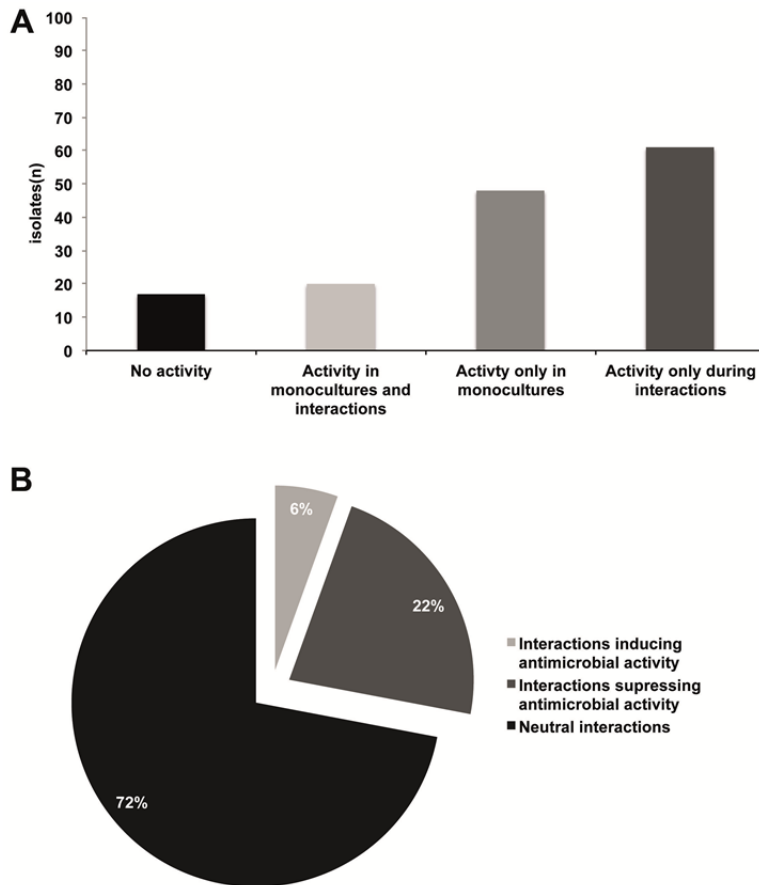 A
100
90
80
70
60
50
40
30
20
10
0
isolates(n)
No activity
Activity in
monocultures and
interactions
Activty only in
monocultures
Activity only during
interactions
B
6%
22%
72%
Interactions inducing
antimicrobial activity
Interactions supressing
antimicrobial activity
Neutral interactions